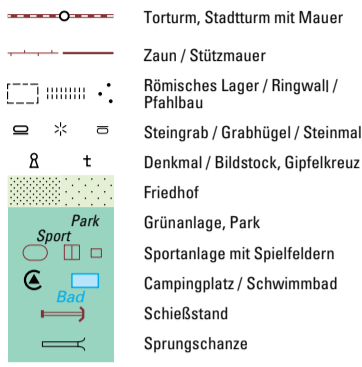 Torturm, Stadtturm mit Mauer
Zaun / Stützmauer
Römisches Lager / Ringwall /
Pfahlbau
Steingrab / Grabhügel / Steinmal
Denkmal / Bildstock, Gipfelkreuz
Friedhof
Park
Grünanlage, Park
Sport
Sportanlage mit Spielfeldern
Campingplatz / Schwimmbad
Bad
Schießstand
Sprungschanze